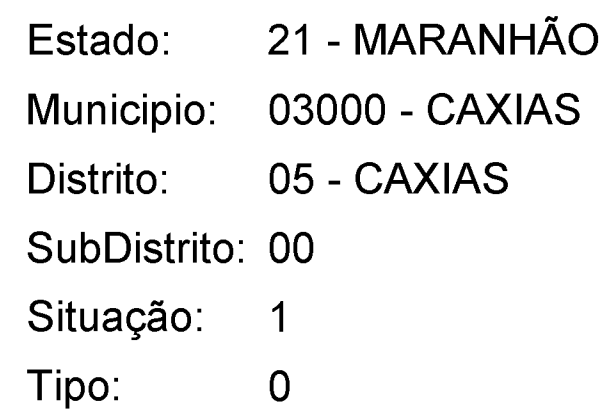 Estado: 21 - MARANHÃO
Municipio: 03000 - CAXIAS
Distrito: 05 - CAXIAS
SubDistrito: 00
Situação: 1
Tipo: 0